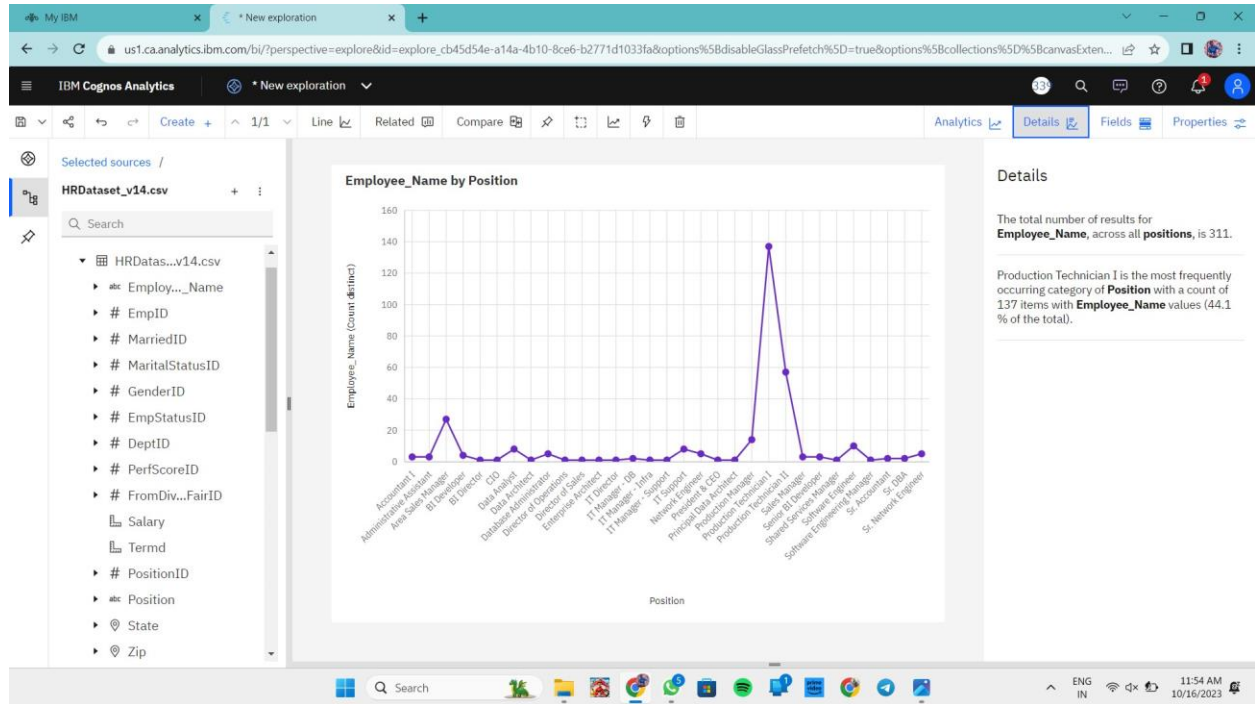 My IBM
* New exploration
us1.ca.analytics.ibm.com/bi/?perspective=explore&id=explore_cb45d54e-a14a-4b10-8ce6-b2771d1033fa&options%5BdisableGlassPrefetch%5D=true&options%5Bcollections%5D%5BcanvasExten...
IBM Cognos Analytics
* New exploration
339
1
Create +
1/1
Line
Related
Compare
Analytics
Details
Fields
Properties
Selected sources /
HRDataset_v14.csv
Search
HRDatas...v14.csv
abc Employ..._Name
# EmpID
# MarriedID
# MaritalStatusID
# GenderID
# EmpStatusID
# DeptID
# PerfScoreID
# FromDiv...FairID
Salary
Termd
# PositionID
abc Position
State
Zip
Employee_Name by Position
Employee_Name (Count distinct)
160
140
120
100
80
60
40
20
0
Accountant I
Administrative Assistant
Area Sales Manager
BI Developer
BI Director
CIO
Data Analyst
Data Architect
Database Administrator
Director of Operations
Director of Sales
Enterprise Architect
IT Director
IT Manager - DB
IT Manager - Infra
IT Manager - Support
IT Support
Network Engineer
President & CEO
Principal Data Architect
Production Manager
Production Technician I
Production Technician II
Sales Manager
Senior BI Developer
Shared Services Manager
Software Engineer
Software Engineering Manager
Sr. Accountant
Sr. DBA
Sr. Network Engineer
Position
Details
The total number of results for
Employee_Name, across all positions, is 311.
Production Technician I is the most frequently
occurring category of Position with a count of
137 items with Employee_Name values (44.1
% of the total).
Search
ENG
IN
11:54 AM
10/16/2023